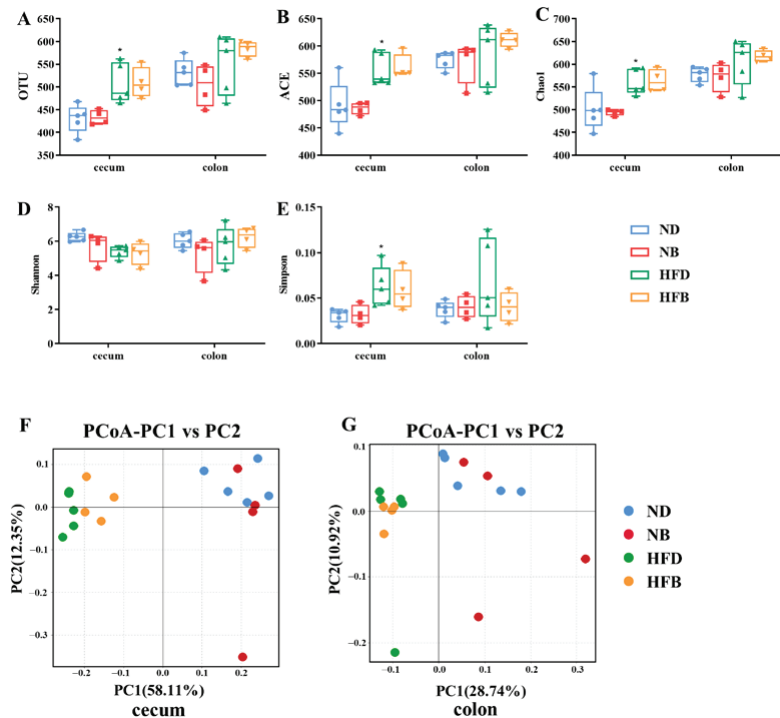 A
OTU
650
600
550
500
450
400
350
*
cecum
colon
B
ACE
650
600
550
500
450
400
*
cecum
colon
C
Chao1
700
650
600
550
500
450
400
*
cecum
colon
D
Shannon
8
6
4
2
0
cecum
colon
E
Simpson
0.15
0.10
0.05
0.00
*
cecum
colon
ND
NB
HFD
HFB
F
PCoA-PC1 vs PC2
PC2(12.35%)
0.1
0.0
−0.1
−0.2
−0.3
−0.2
−0.1
0.0
0.1
0.2
PC1(58.11%)
cecum
G
PCoA-PC1 vs PC2
PC2(10.92%)
0.1
0.0
−0.1
−0.2
−0.1
0.0
0.1
0.2
0.3
PC1(28.74%)
colon
ND
NB
HFD
HFB